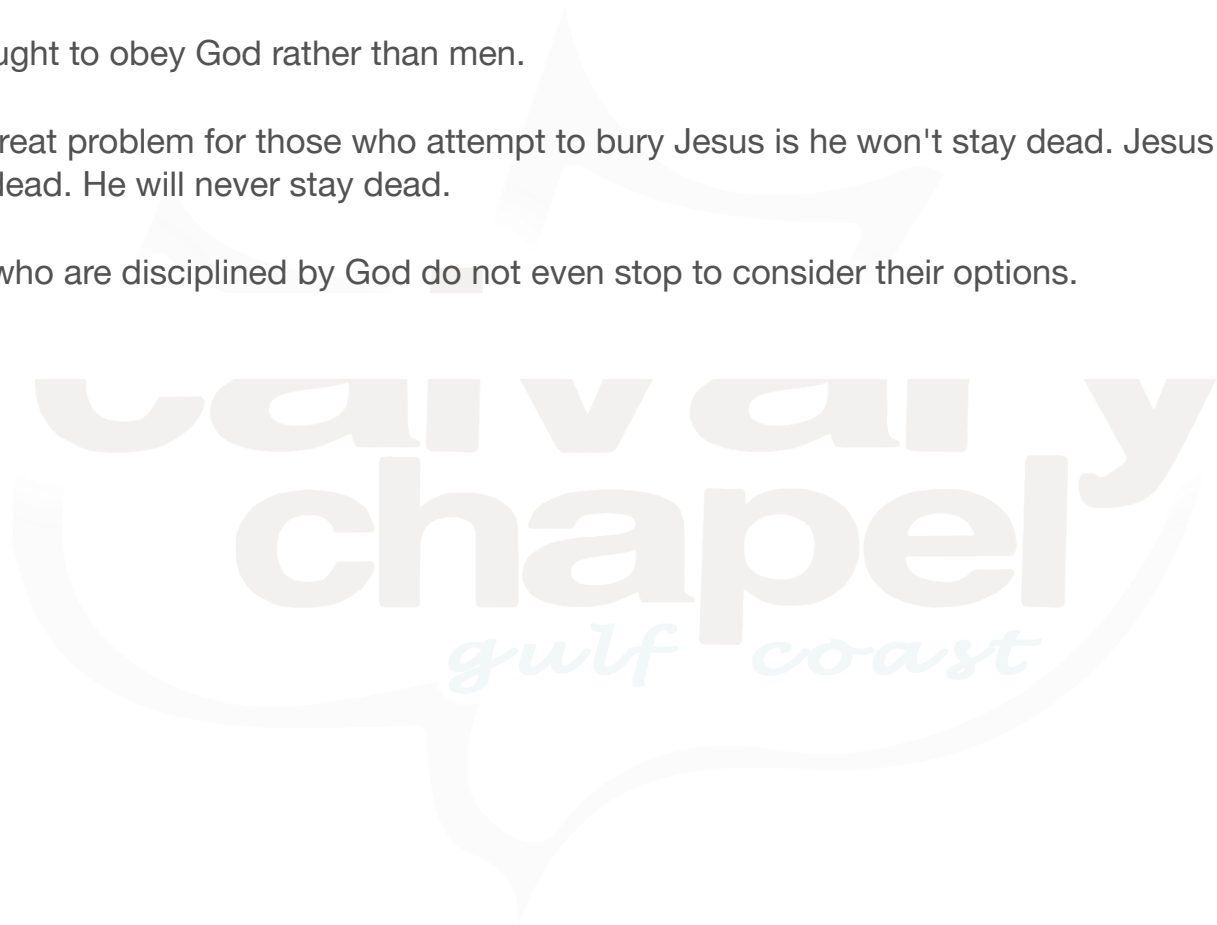 ught to obey God rather than men.
reat problem for those who attempt to bury Jesus is he won't stay dead. Jesus
lead. He will never stay dead.
who are disciplined by God do not even stop to consider their options.
calvary
chapel
gulf coast